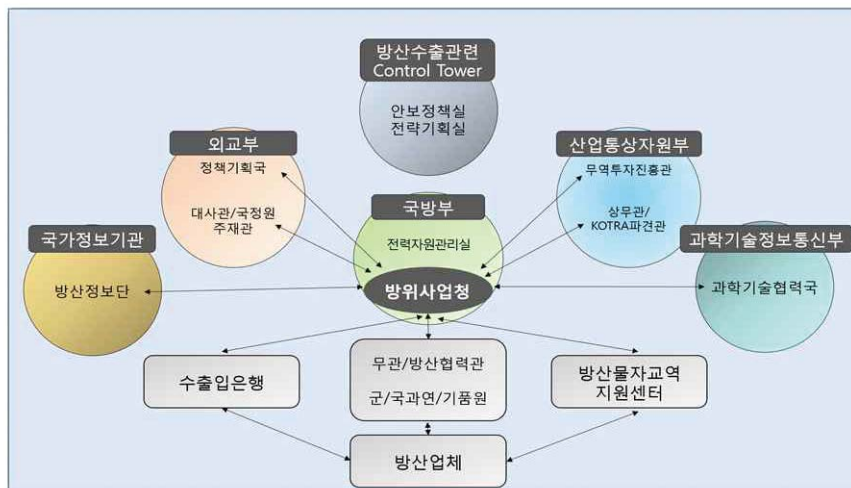 방산수출관련
Control Tower
안보정책실
전략기획실
외교부
정책기획국
대사관/국정원
주재관
산업통상자원부
무역투자진흥관
상무관/
KOTRA파견관
국방부
전력자원관리실
방위사업청
국가정보기관
방산정보단
과학기술정보통신부
과학기술협력국
수출입은행
무관/방산협력관
군/국과연/기품원
방산물자교역
지원센터
방산업체